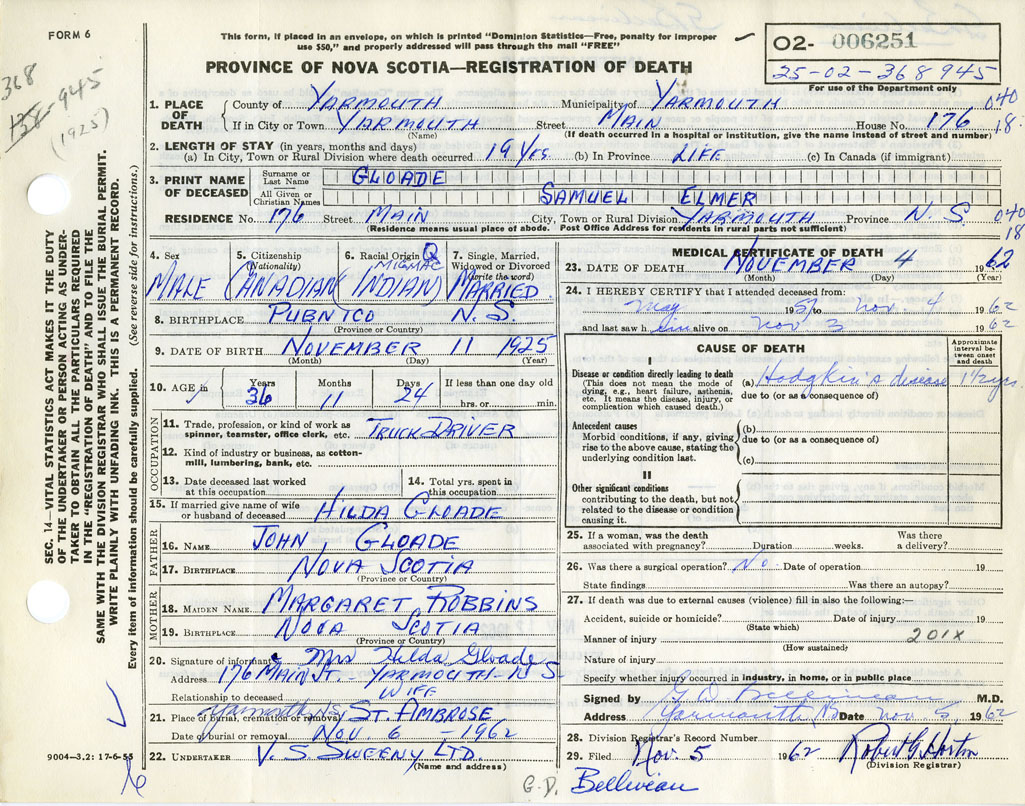 FORM 6
This form, if placed in an envelope, on which is printed "Dominion Statistics—Free, penalty for improper
use $50," and properly addressed will pass through the mail "FREE"
O2- 006251
25-02-368945
For use of the Department only
368
945
(1925)
PROVINCE OF NOVA SCOTIA—REGISTRATION OF DEATH
SEC. 14—VITAL STATISTICS ACT MAKES IT THE DUTY
OF THE UNDERTAKER OR PERSON ACTING AS UNDER-
TAKER TO OBTAIN ALL THE PARTICULARS REQUIRED
IN THE "REGISTRATION OF DEATH" AND TO FILE THE
SAME WITH THE DIVISION REGISTRAR WHO SHALL ISSUE THE BURIAL PERMIT.
WRITE PLAINLY WITH UNFADING INK. THIS IS A PERMANENT RECORD.
Every item of information should be carefully supplied. (See reverse side for instructions.)
1. PLACE OF DEATH County of YARMOUTH Municipality of YARMOUTH 040
If in City or Town YARMOUTH Street MAIN House No. 176 18
(Name) (If death occurred in a hospital or institution, give the name instead of street and number)
2. LENGTH OF STAY (in years, months and days)
(a) In City, Town or Rural Division where death occurred 19 Yrs. (b) In Province LIFE (c) In Canada (if immigrant)
3. PRINT NAME OF DECEASED Surname or Last Name GLOADE
All Given or Christian Names SAMUEL ELMER
RESIDENCE No. 176 Street MAIN City, Town or Rural Division YARMOUTH Province N. S. 040
(Residence means usual place of abode. Post Office Address for residents in rural parts not sufficient) 18
4. Sex MALE
5. Citizenship (Nationality) CANADIAN
6. Racial Origin MICMAC (INDIAN)
7. Single, Married, Widowed or Divorced (write the word) MARRIED
8. BIRTHPLACE PUBNICO N. S.
(Province or Country)
9. DATE OF BIRTH NOVEMBER 11 1925
(Month) (Day) (Year)
10. AGE Years 36 Months 11 Days 24 If less than one day old
hrs. or min.
OCCUPATION
11. Trade, profession, or kind of work as spinner, teamster, office clerk, etc. TRUCK DRIVER
12. Kind of industry or business, as cotton-mill, lumbering, bank, etc.
13. Date deceased last worked at this occupation
14. Total yrs. spent in this occupation
15. If married give name of wife or husband of deceased HILDA GLOADE
FATHER
16. NAME JOHN GLOADE
17. BIRTHPLACE NOVA SCOTIA
(Province or Country)
MOTHER
18. MAIDEN NAME MARGARET ROBBINS
19. BIRTHPLACE NOVA SCOTIA
(Province or Country)
20. Signature of informant Mrs Hilda Gloade
Address 176 MAIN ST - YARMOUTH - N S
Relationship to deceased WIFE
21. Place of burial, cremation or removal Yarmouth, N.S. ST. AMBROSE
Date of burial or removal NOV. 6 - 1962
22. UNDERTAKER V. S. SWEENY LTD.
(Name and address)
9004—3.2: 17-6-55
MEDICAL CERTIFICATE OF DEATH
23. DATE OF DEATH NOVEMBER 4 1962
(Month) (Day) (Year)
24. I HEREBY CERTIFY that I attended deceased from:
May 1957 to Nov. 4 1962
and last saw him alive on Nov 3 1962
CAUSE OF DEATH
Approximate interval between onset and death
I
Disease or condition directly leading to death
(This does not mean the mode of dying, e.g., heart failure, asthenia, etc. It means the disease, injury, or complication which caused death.)
(a) Hodgkin's disease 1½ yrs.
due to (or as a consequence of)
Antecedent causes
Morbid conditions, if any, giving rise to the above cause, stating the underlying condition last.
(b)
due to (or as a consequence of)
(c)
II
Other significant conditions
contributing to the death, but not related to the disease or condition causing it.
25. If a woman, was the death associated with pregnancy? Duration weeks. Was there a delivery?
26. Was there a surgical operation? No Date of operation 19
State findings Was there an autopsy?
27. If death was due to external causes (violence) fill in also the following:—
Accident, suicide or homicide? Date of injury 19
(State which)
Manner of injury 201X
(How sustained)
Nature of injury
Specify whether injury occurred in industry, in home, or in public place
Signed by G. D. Belliveau M.D.
Address Yarmouth, N.S. Date Nov 5, 1962
28. Division Registrar's Record Number
29. Filed Nov. 5 1962 Robert G. Horton
(Division Registrar)
G. D. Belliveau